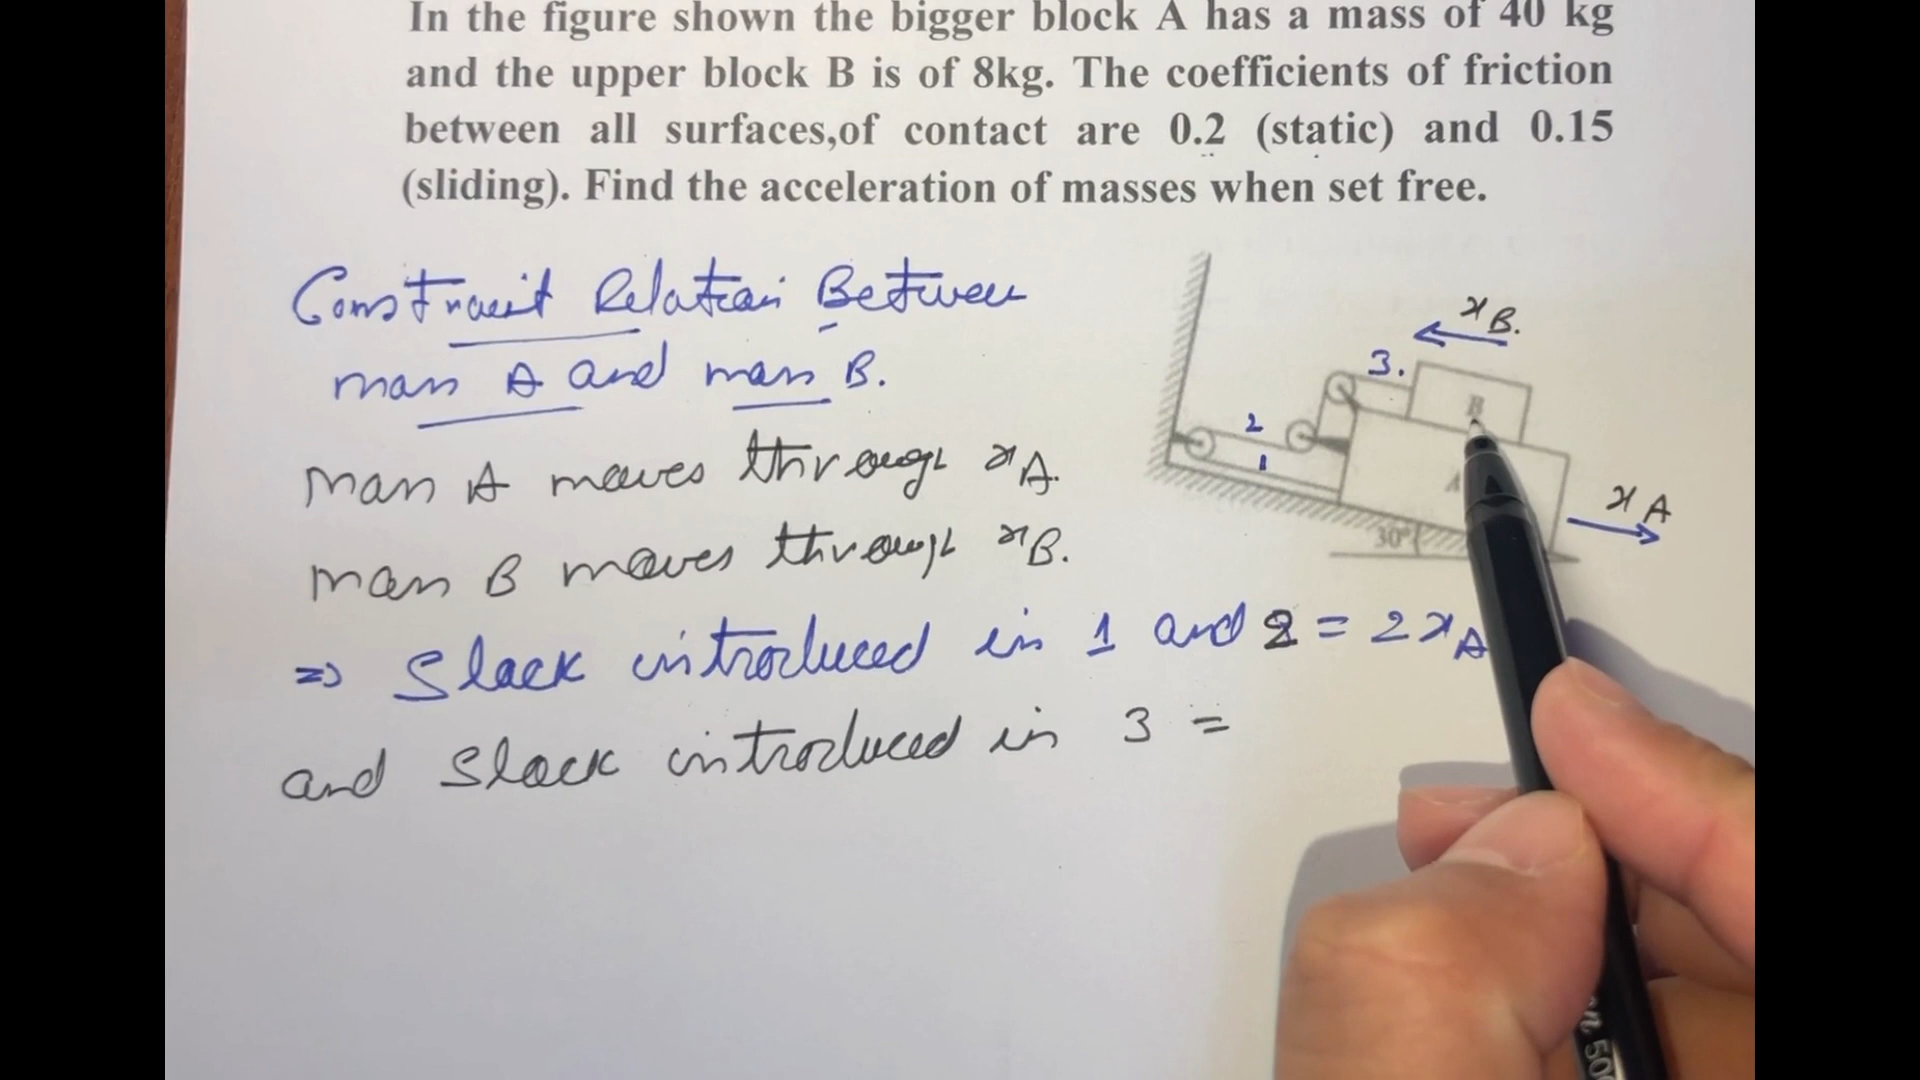 In the figure shown the bigger block A has a mass of 40 kg
and the upper block B is of 8kg. The coefficients of friction
between all surfaces,of contact are 0.2 (static) and 0.15
(sliding). Find the acceleration of masses when set free.
Constraint Relation Between
mass A and mass B.
mass A moves through xA.
mass B moves through xB.
=> Slack introduced in 1 and 2 = 2xA
and Slack introduced in 3 =
xB.
3.
B
2
1
A
xA
30°